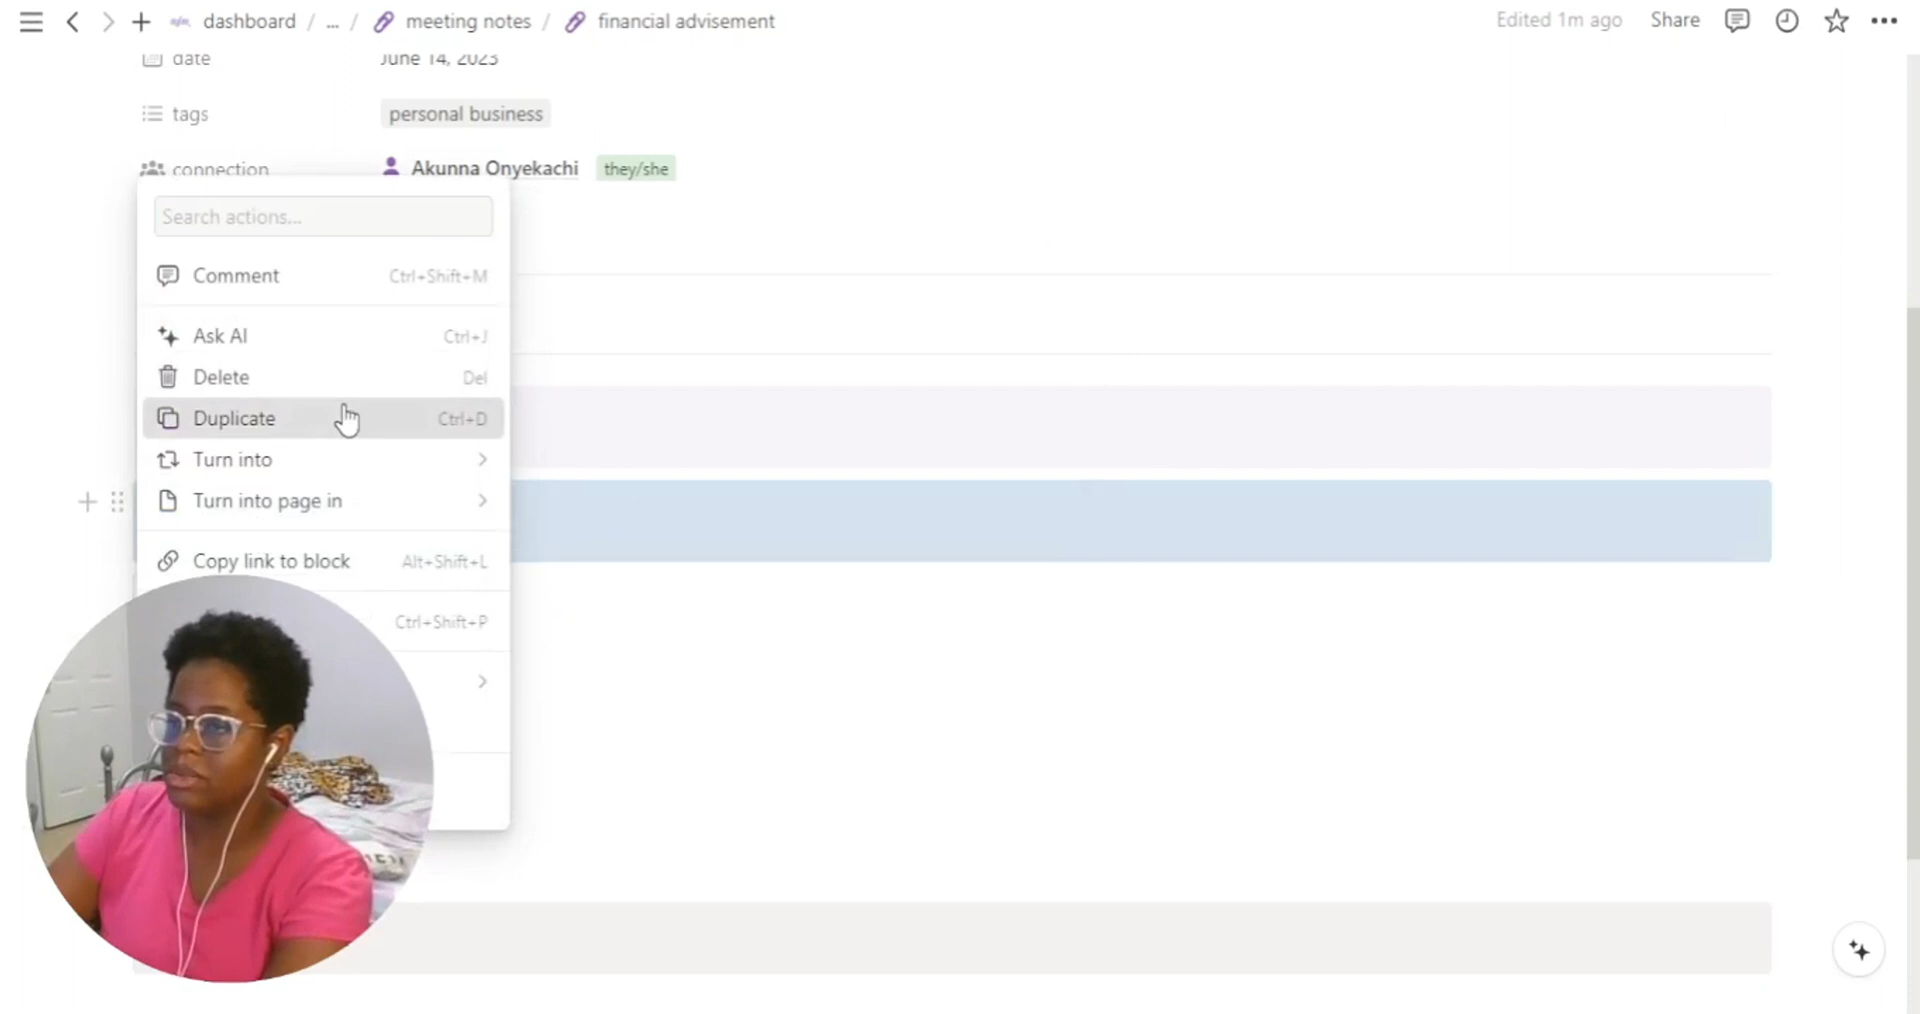 dashboard / ... / meeting notes / financial advisement
Edited 1m ago Share
date June 14, 2023
tags personal business
connection Akunna Onyekachi they/she
Search actions...
Comment Ctrl+Shift+M
Ask AI Ctrl+J
Delete Del
Duplicate Ctrl+D
Turn into
Turn into page in
Copy link to block Alt+Shift+L
Ctrl+Shift+P